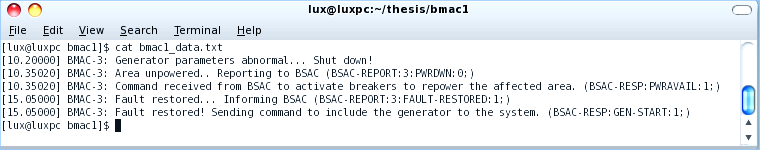 lux@luxpc:~/thesis/bmac1
File Edit View Search Terminal Help
[lux@luxpc bmac1]$ cat bmac1_data.txt
[10.20000] BMAC-3: Generator parameters abnormal... Shut down!
[10.35020] BMAC-3: Area unpowered.. Reporting to BSAC (BSAC-REPORT:3:PWRDWN:0;)
[10.35020] BMAC-3: Command received from BSAC to activate breakers to repower the affected area. (BSAC-RESP:PWRAVAIL:1;)
[15.05000] BMAC-3: Fault restored... Informing BSAC (BSAC-REPORT:3:FAULT-RESTORED:1;)
[15.05000] BMAC-3: Fault restored! Sending command to include the generator to the system. (BSAC-RESP:GEN-START:1;)
[lux@luxpc bmac1]$